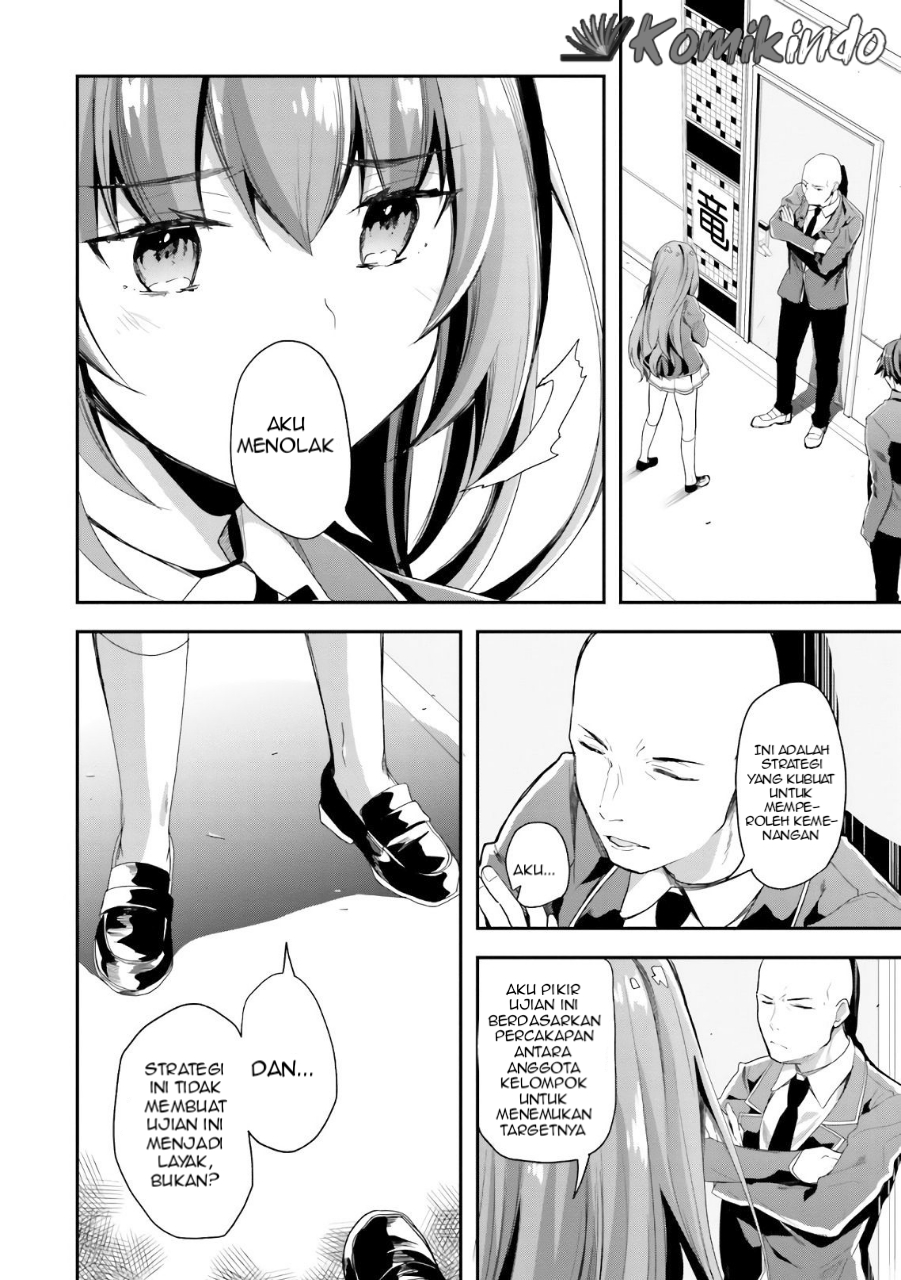 Komikindo
竜
AKU
MENOLAK
INI ADALAH
STRATEGI
YANG KUBUAT
UNTUK
MEMPE-
ROLEH KEME-
NANGAN
AKU...
AKU PIKIR
UJIAN INI
BERDASARKAN
PERCAKAPAN
ANTARA
ANGGOTA
KELOMPOK
UNTUK
MENEMUKAN
TARGETNYA
DAN...
STRATEGI
INI TIDAK
MEMBUAT
UJIAN INI
MENJADI
LAYAK,
BUKAN?